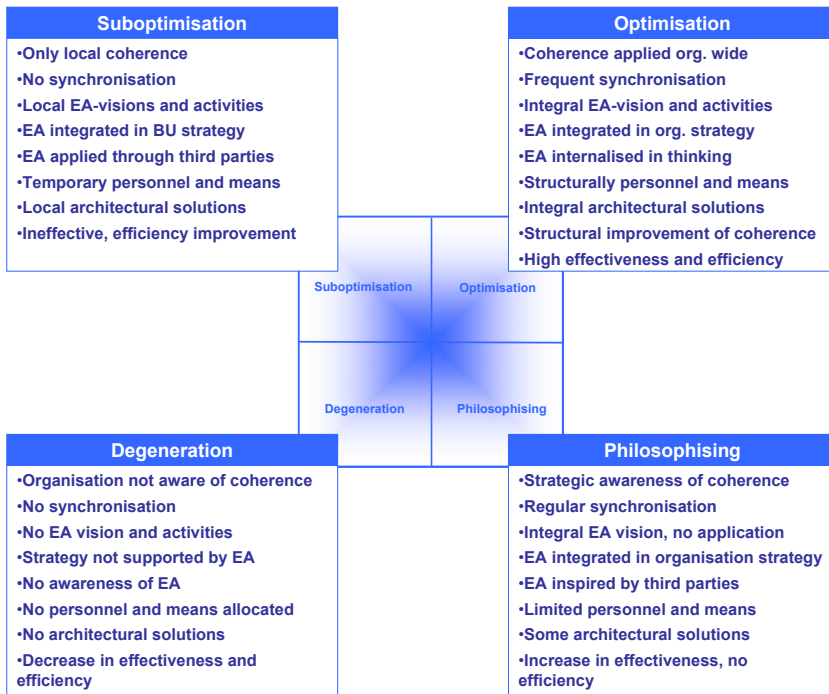 Suboptimisation
•Only local coherence
•No synchronisation
•Local EA-visions and activities
•EA integrated in BU strategy
•EA applied through third parties
•Temporary personnel and means
•Local architectural solutions
•Ineffective, efficiency improvement
Optimisation
•Coherence applied org. wide
•Frequent synchronisation
•Integral EA-vision and activities
•EA integrated in org. strategy
•EA internalised in thinking
•Structurally personnel and means
•Integral architectural solutions
•Structural improvement of coherence
•High effectiveness and efficiency
Suboptimisation
Optimisation
Degeneration
Philosophising
Degeneration
•Organisation not aware of coherence
•No synchronisation
•No EA vision and activities
•Strategy not supported by EA
•No awareness of EA
•No personnel and means allocated
•No architectural solutions
•Decrease in effectiveness and
efficiency
Philosophising
•Strategic awareness of coherence
•Regular synchronisation
•Integral EA vision, no application
•EA integrated in organisation strategy
•EA inspired by third parties
•Limited personnel and means
•Some architectural solutions
•Increase in effectiveness, no
efficiency